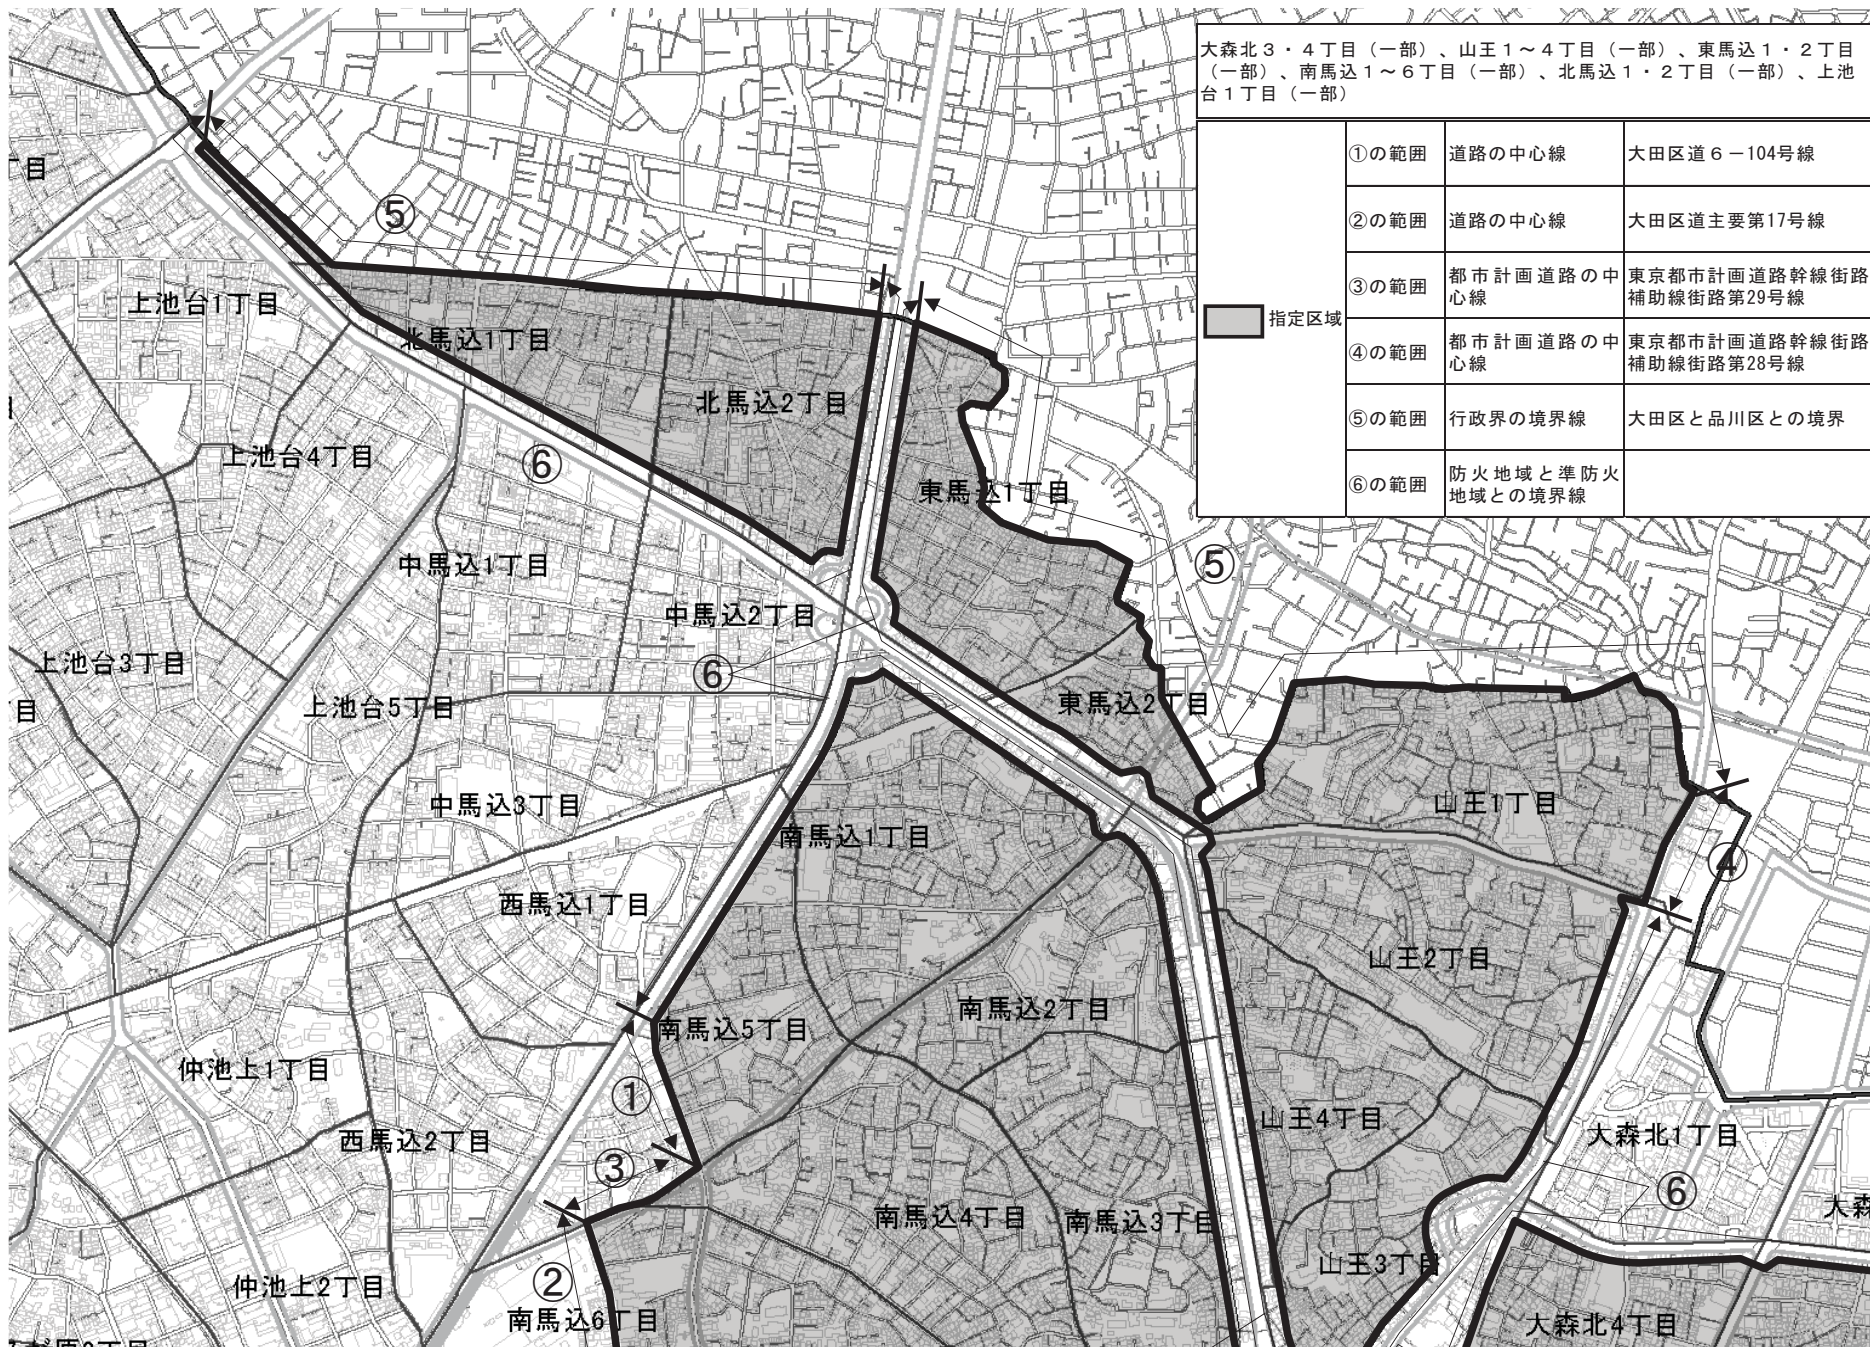 大森北３・４丁目（一部）、山王１～４丁目（一部）、東馬込１・２丁目
（一部）、南馬込１～６丁目（一部）、北馬込１・２丁目（一部）、上池
台１丁目（一部）
指定区域
①の範囲 道路の中心線 大田区道６－104号線
②の範囲 道路の中心線 大田区道主要第17号線
③の範囲 都市計画道路の中心線 東京都市計画道路幹線街路補助線街路第29号線
④の範囲 都市計画道路の中心線 東京都市計画道路幹線街路補助線街路第28号線
⑤の範囲 行政界の境界線 大田区と品川区との境界
⑥の範囲 防火地域と準防火地域との境界線
丁目
⑤
上池台1丁目
北馬込1丁目
北馬込2丁目
上池台4丁目
⑥
東馬込1丁目
中馬込1丁目
⑤
中馬込2丁目
上池台3丁目
⑥
目
上池台5丁目
東馬込2丁目
中馬込3丁目
山王1丁目
南馬込1丁目
④
西馬込1丁目
山王2丁目
南馬込2丁目
南馬込5丁目
仲池上1丁目
①
山王4丁目
西馬込2丁目
大森北1丁目
③
⑥
大森
南馬込4丁目
南馬込3丁目
山王3丁目
仲池上2丁目
②
南馬込6丁目
大森北4丁目